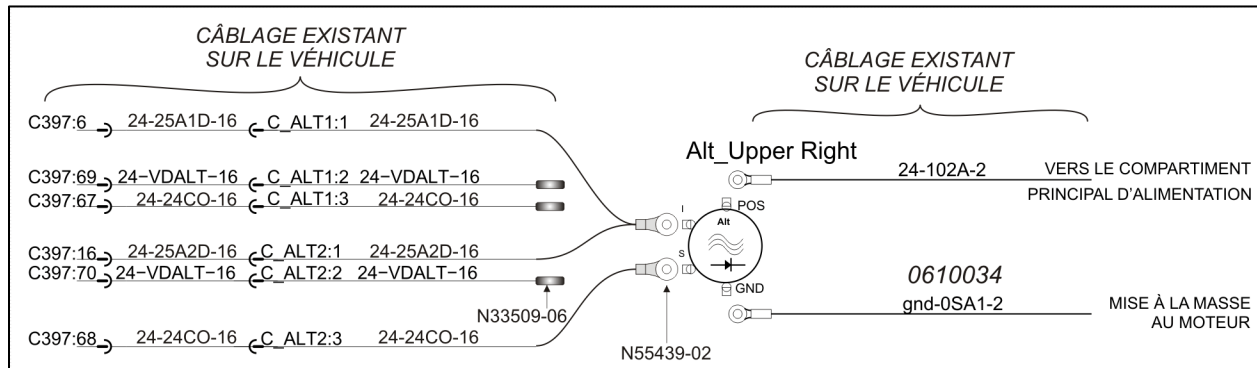 CÂBLAGE EXISTANT
SUR LE VÉHICULE
CÂBLAGE EXISTANT
SUR LE VÉHICULE
C397:6 24-25A1D-16 C_ALT1:1 24-25A1D-16
C397:69 24-VDALT-16 C_ALT1:2 24-VDALT-16
C397:67 24-24CO-16 C_ALT1:3 24-24CO-16
C397:16 24-25A2D-16 C_ALT2:1 24-25A2D-16
C397:70 24-VDALT-16 C_ALT2:2 24-VDALT-16
C397:68 24-24CO-16 C_ALT2:3 24-24CO-16
N33509-06
N55439-02
Alt_Upper Right
I
S
POS
Alt
GND
24-102A-2 VERS LE COMPARTIMENT
PRINCIPAL D'ALIMENTATION
0610034
gnd-0SA1-2 MISE À LA MASSE
AU MOTEUR